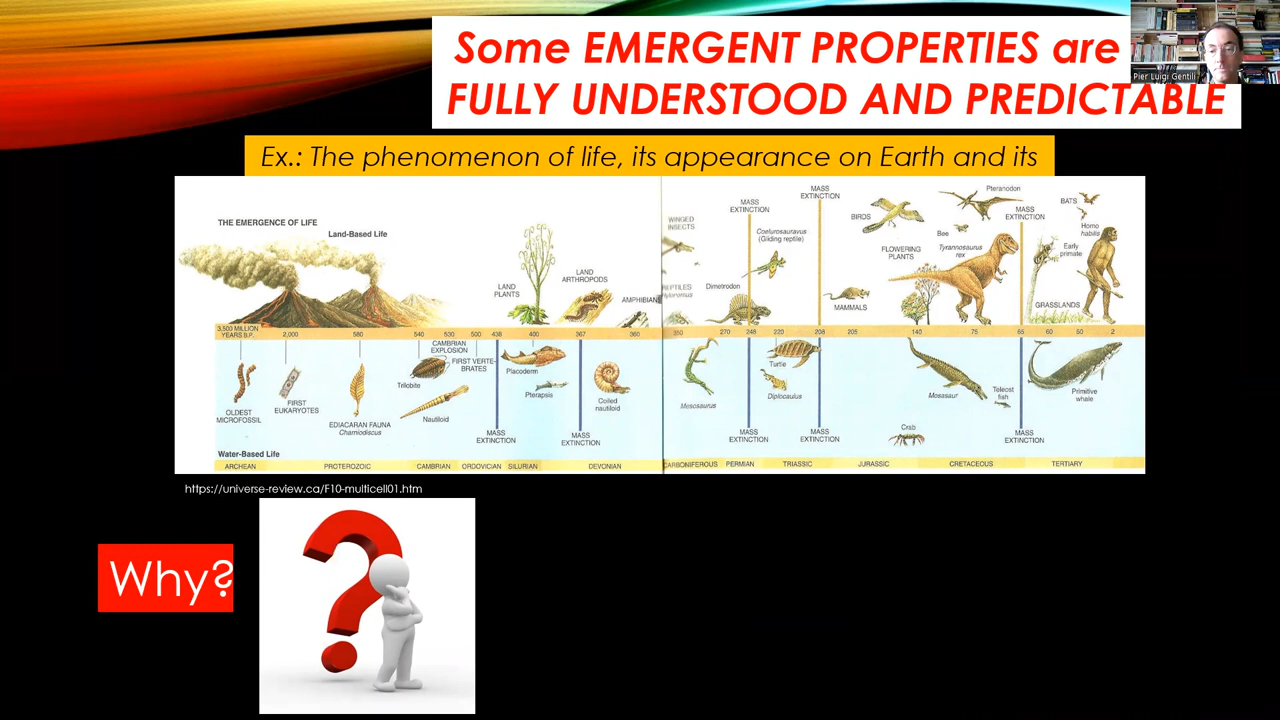 Some EMERGENT PROPERTIES are
FULLY UNDERSTOOD AND PREDICTABLE
Pier Luigi Gentili
Ex.: The phenomenon of life, its appearance on Earth and its
THE EMERGENCE OF LIFE
Land-Based Life
LAND
PLANTS
LAND
ARTHROPODS
AMPHIBIAN
WINGED
INSECTS
REPTILES
MASS
EXTINCTION
Coelurosauravus
(Gliding reptile)
Dimetrodon
MASS
EXTINCTION
MAMMALS
BIRDS
FLOWERING
PLANTS
Pteranodon
Bee
Tyrannosaurus
rex
MASS
EXTINCTION
BATS
Early
primate
Homo
habilis
GRASSLANDS
3,500 MILLION
YEARS B.P.
2,000 580 540 530 500 438 400 367 360 350 270 248 220 208 205 140 75 65 60 50 2
OLDEST
MICROFOSSIL
FIRST
EUKARYOTES
EDIACARAN FAUNA
Charniodiscus
CAMBRIAN
EXPLOSION
Trilobite
Nautiloid
FIRST VERTE-
BRATES
MASS
EXTINCTION
Placoderm
Pterapsis
MASS
EXTINCTION
Coiled
nautiloid
Mesosaurus
MASS
EXTINCTION
Turtle
Diplocaulus
MASS
EXTINCTION
Crab
Mosasaur
Teleost
fish
MASS
EXTINCTION
Primitive
whale
Water-Based Life
ARCHEAN PROTEROZOIC CAMBRIAN ORDOVICIAN SILURIAN DEVONIAN CARBONIFEROUS PERMIAN TRIASSIC JURASSIC CRETACEOUS TERTIARY
https://universe-review.ca/F10-multicell01.htm
Why?